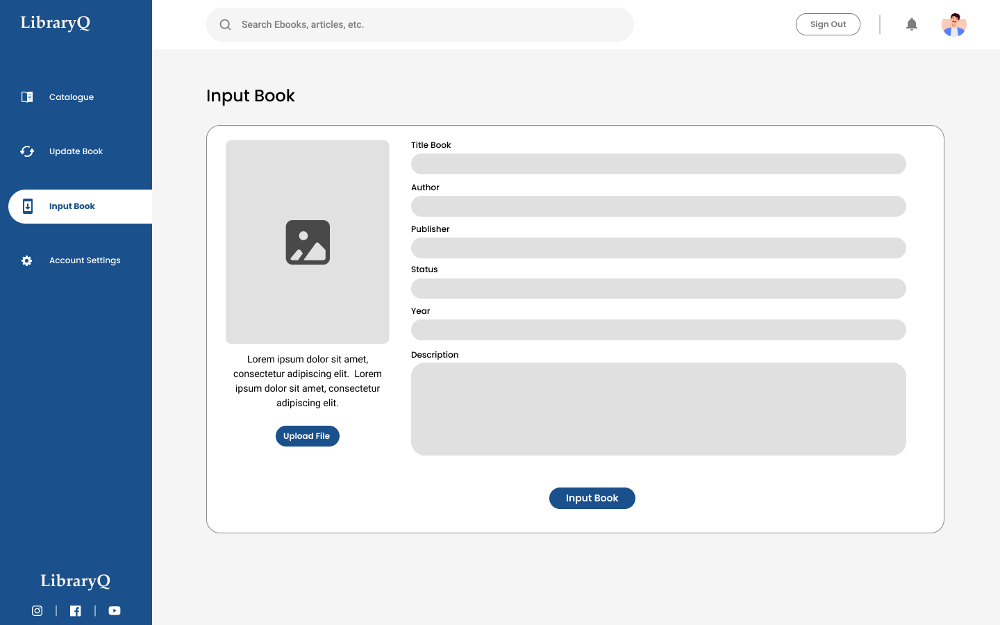 LibraryQ
Search Ebooks, articles, etc.
Sign Out
Catalogue
Update Book
Input Book
Account Settings
Input Book
Lorem ipsum dolor sit amet,
consectetur adipiscing elit.  Lorem
ipsum dolor sit amet, consectetur
adipiscing elit.
Upload File
Title Book
Author
Publisher
Status
Year
Description
Input Book
LibraryQ